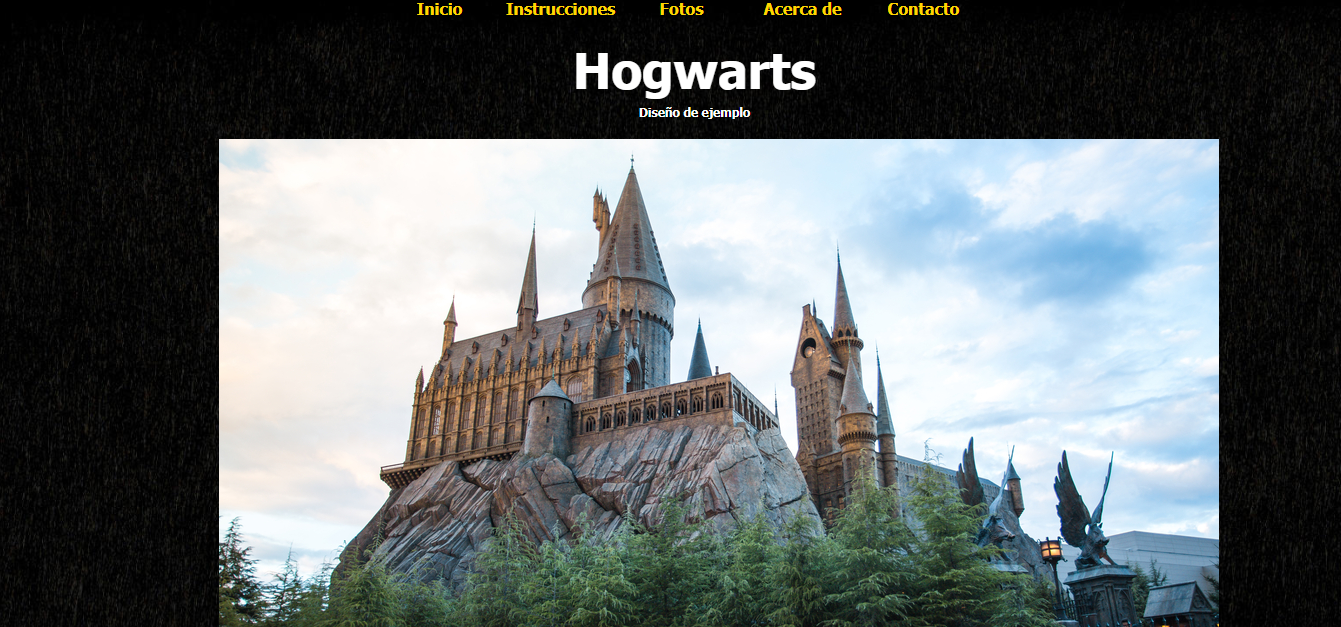 Inicio Instrucciones Fotos Acerca de Contacto
Hogwarts
Diseño de ejemplo